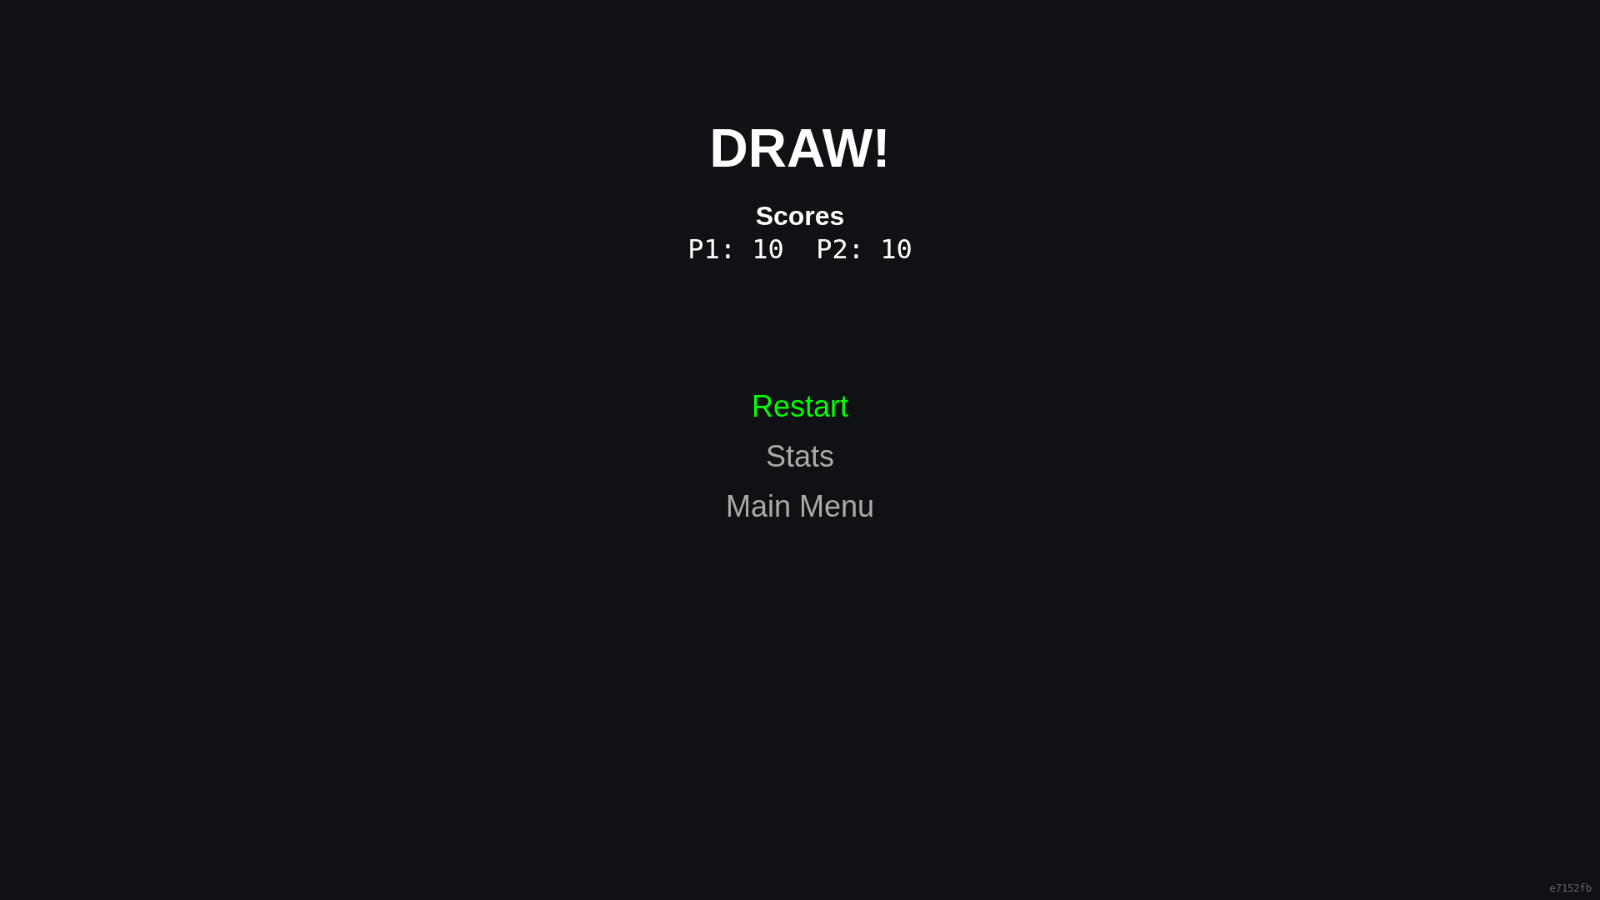 DRAW!
Scores
P1: 10  P2: 10
Restart
Stats
Main Menu
e7152fb